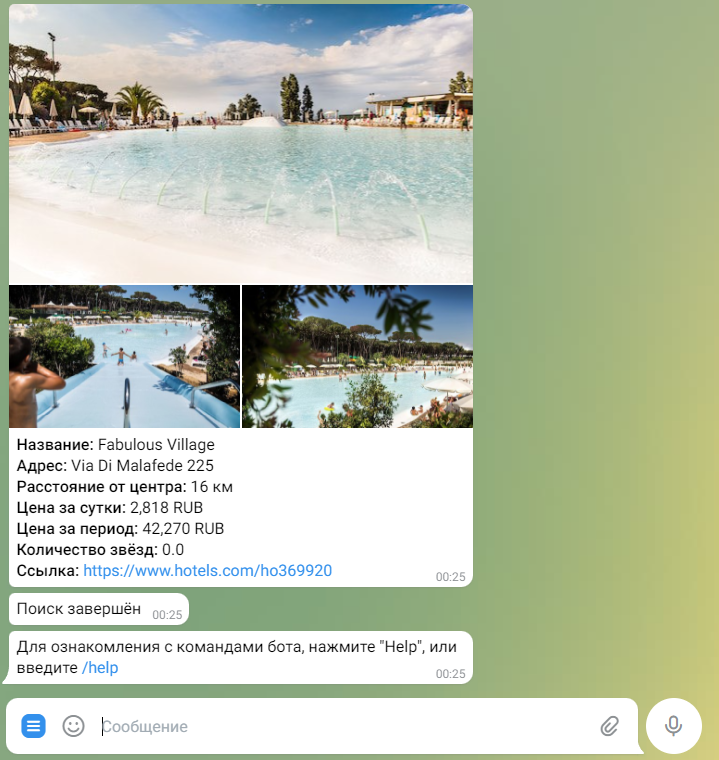 Название: Fabulous Village
Адрес: Via Di Malafede 225
Расстояние от центра: 16 км
Цена за сутки: 2,818 RUB
Цена за период: 42,270 RUB
Количество звёзд: 0.0
Ссылка: https://www.hotels.com/ho369920
00:25
Поиск завершён 00:25
Для ознакомления с командами бота, нажмите "Help", или
введите /help
00:25
Сообщение